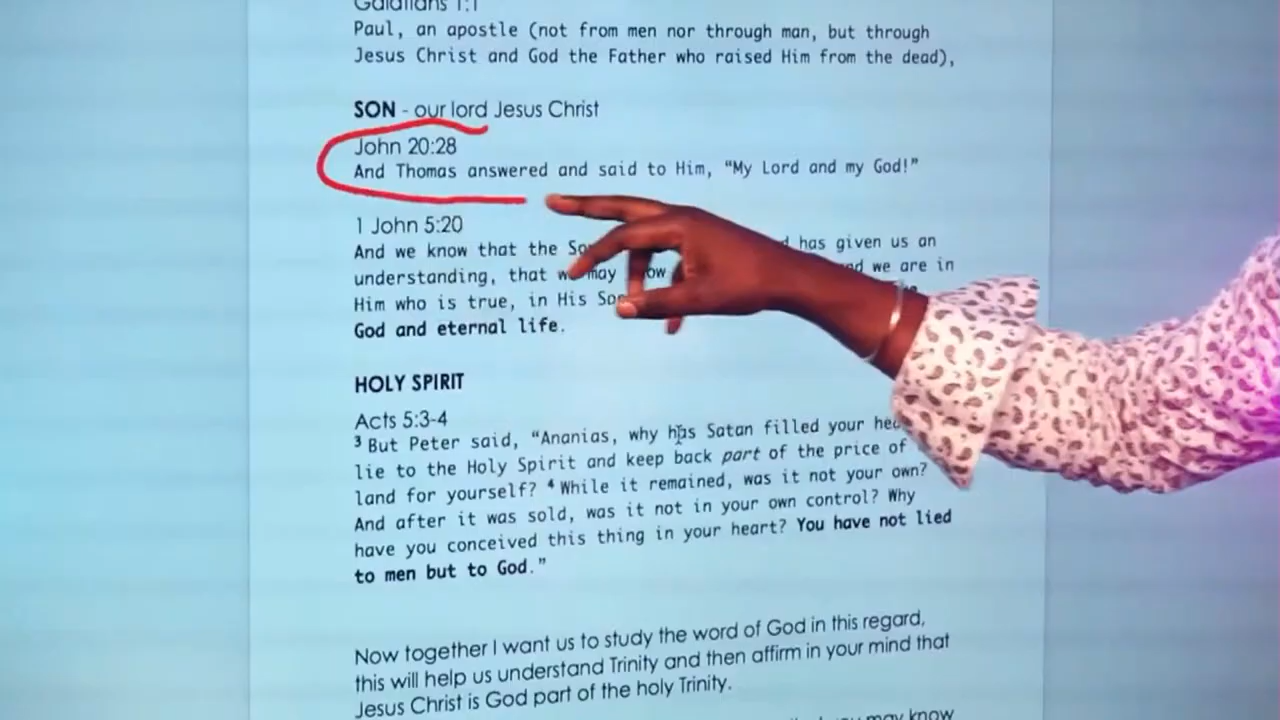 Galatians 1:1
Paul, an apostle (not from men nor through man, but through
Jesus Christ and God the Father who raised Him from the dead),
SON - our lord Jesus Christ
John 20:28
And Thomas answered and said to Him, “My Lord and my God!”
1 John 5:20
And we know that the has given us an
understanding, that we may we are in
Him who is true, in His
God and eternal life.
HOLY SPIRIT
Acts 5:3-4
3 But Peter said, “Ananias, why has Satan filled your
lie to the Holy Spirit and keep back part of the price of
land for yourself? 4 While it remained, was it not your own?
And after it was sold, was it not in your own control? Why
have you conceived this thing in your heart? You have not lied
to men but to God.”
Now together I want us to study the word of God in this regard,
this will help us understand Trinity and then affirm in your mind that
Jesus Christ is God part of the holy Trinity.
may know